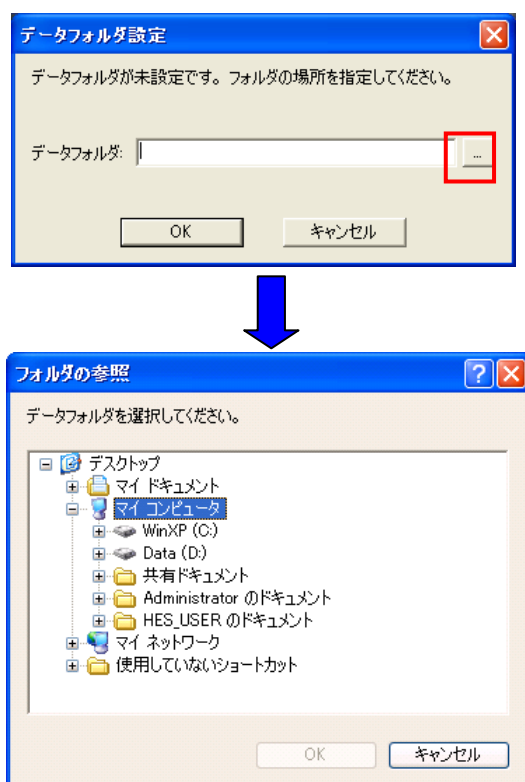 データフォルダ設定
データフォルダが未設定です。フォルダの場所を指定してください。
データフォルダ:
...
OK
キャンセル
フォルダの参照
?
データフォルダを選択してください。
デスクトップ
マイ ドキュメント
マイ コンピュータ
WinXP (C:)
Data (D:)
共有ドキュメント
Administrator のドキュメント
HES_USER のドキュメント
マイ ネットワーク
使用していないショートカット
OK
キャンセル